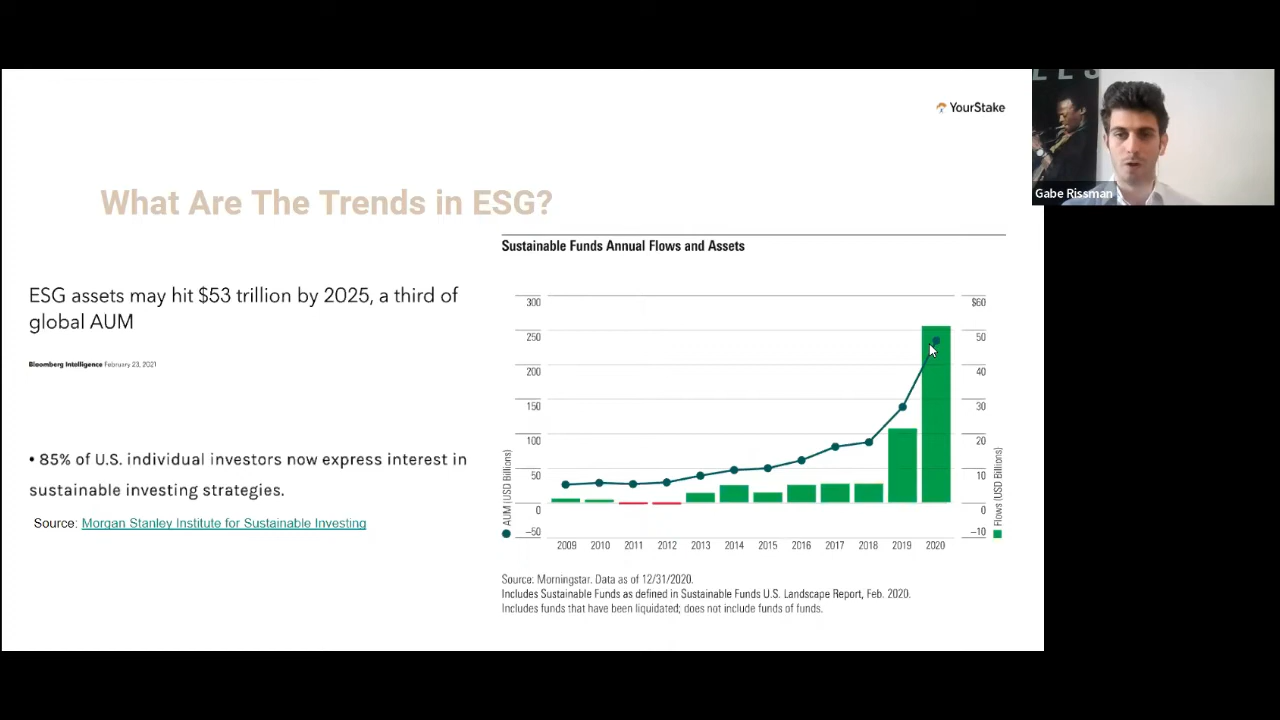 YourStake
What Are The Trends in ESG?
ESG assets may hit $53 trillion by 2025, a third of
global AUM
Bloomberg Intelligence February 23, 2021
• 85% of U.S. individual investors now express interest in
sustainable investing strategies.
Source: Morgan Stanley Institute for Sustainable Investing
Sustainable Funds Annual Flows and Assets
300 $60
250 50
200 40
150 30
100 20
50 10
0 0
−50 −10
AUM (USD Billions)
Flows (USD Billions)
2009 2010 2011 2012 2013 2014 2015 2016 2017 2018 2019 2020
Source: Morningstar. Data as of 12/31/2020.
Includes Sustainable Funds as defined in Sustainable Funds U.S. Landscape Report, Feb. 2020.
Includes funds that have been liquidated; does not include funds of funds.
Gabe Rissman